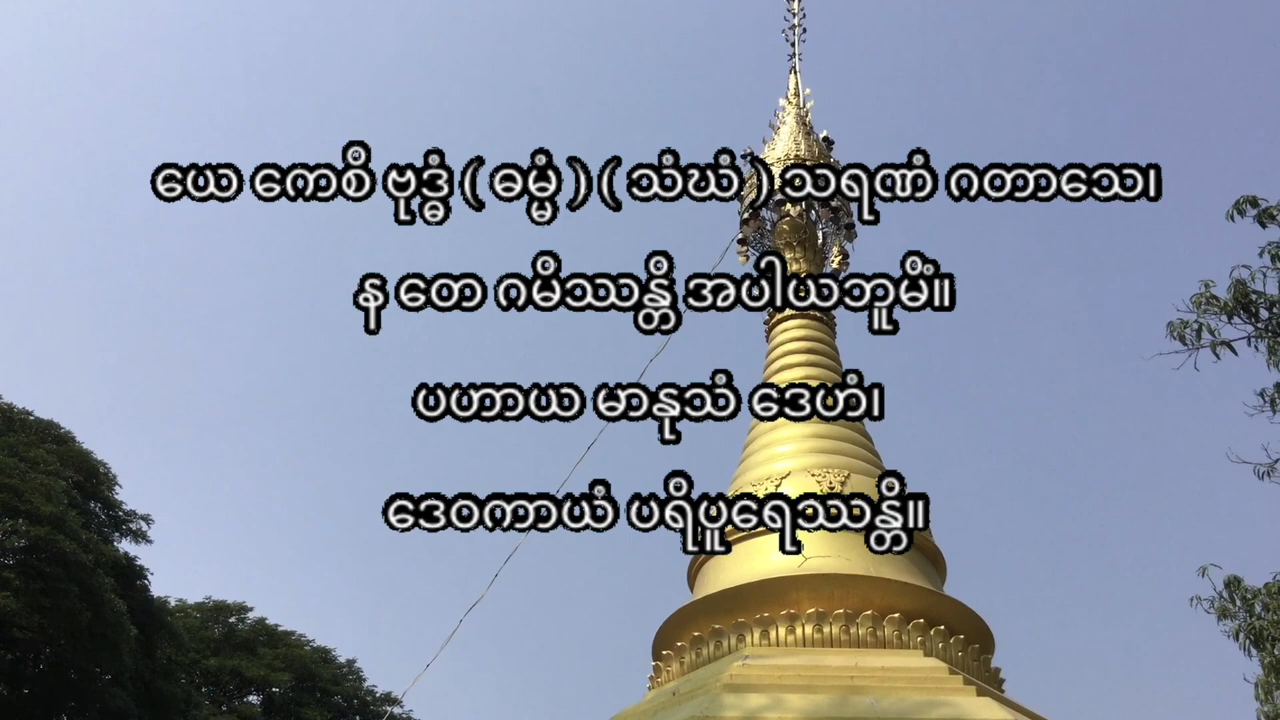 ယေ ကေစိ ဗုဒ္ဓံ ( ဓမ္မံ ) ( သံဃံ ) သရဏံ ဂတာသေ၊
န တေ ဂမိဿန္တိ အပါယဘူမိံ။
ပဟာယ မာနုသံ ဒေဟံ၊
ဒေဝကာယံ ပရိပူရေဿန္တိ။